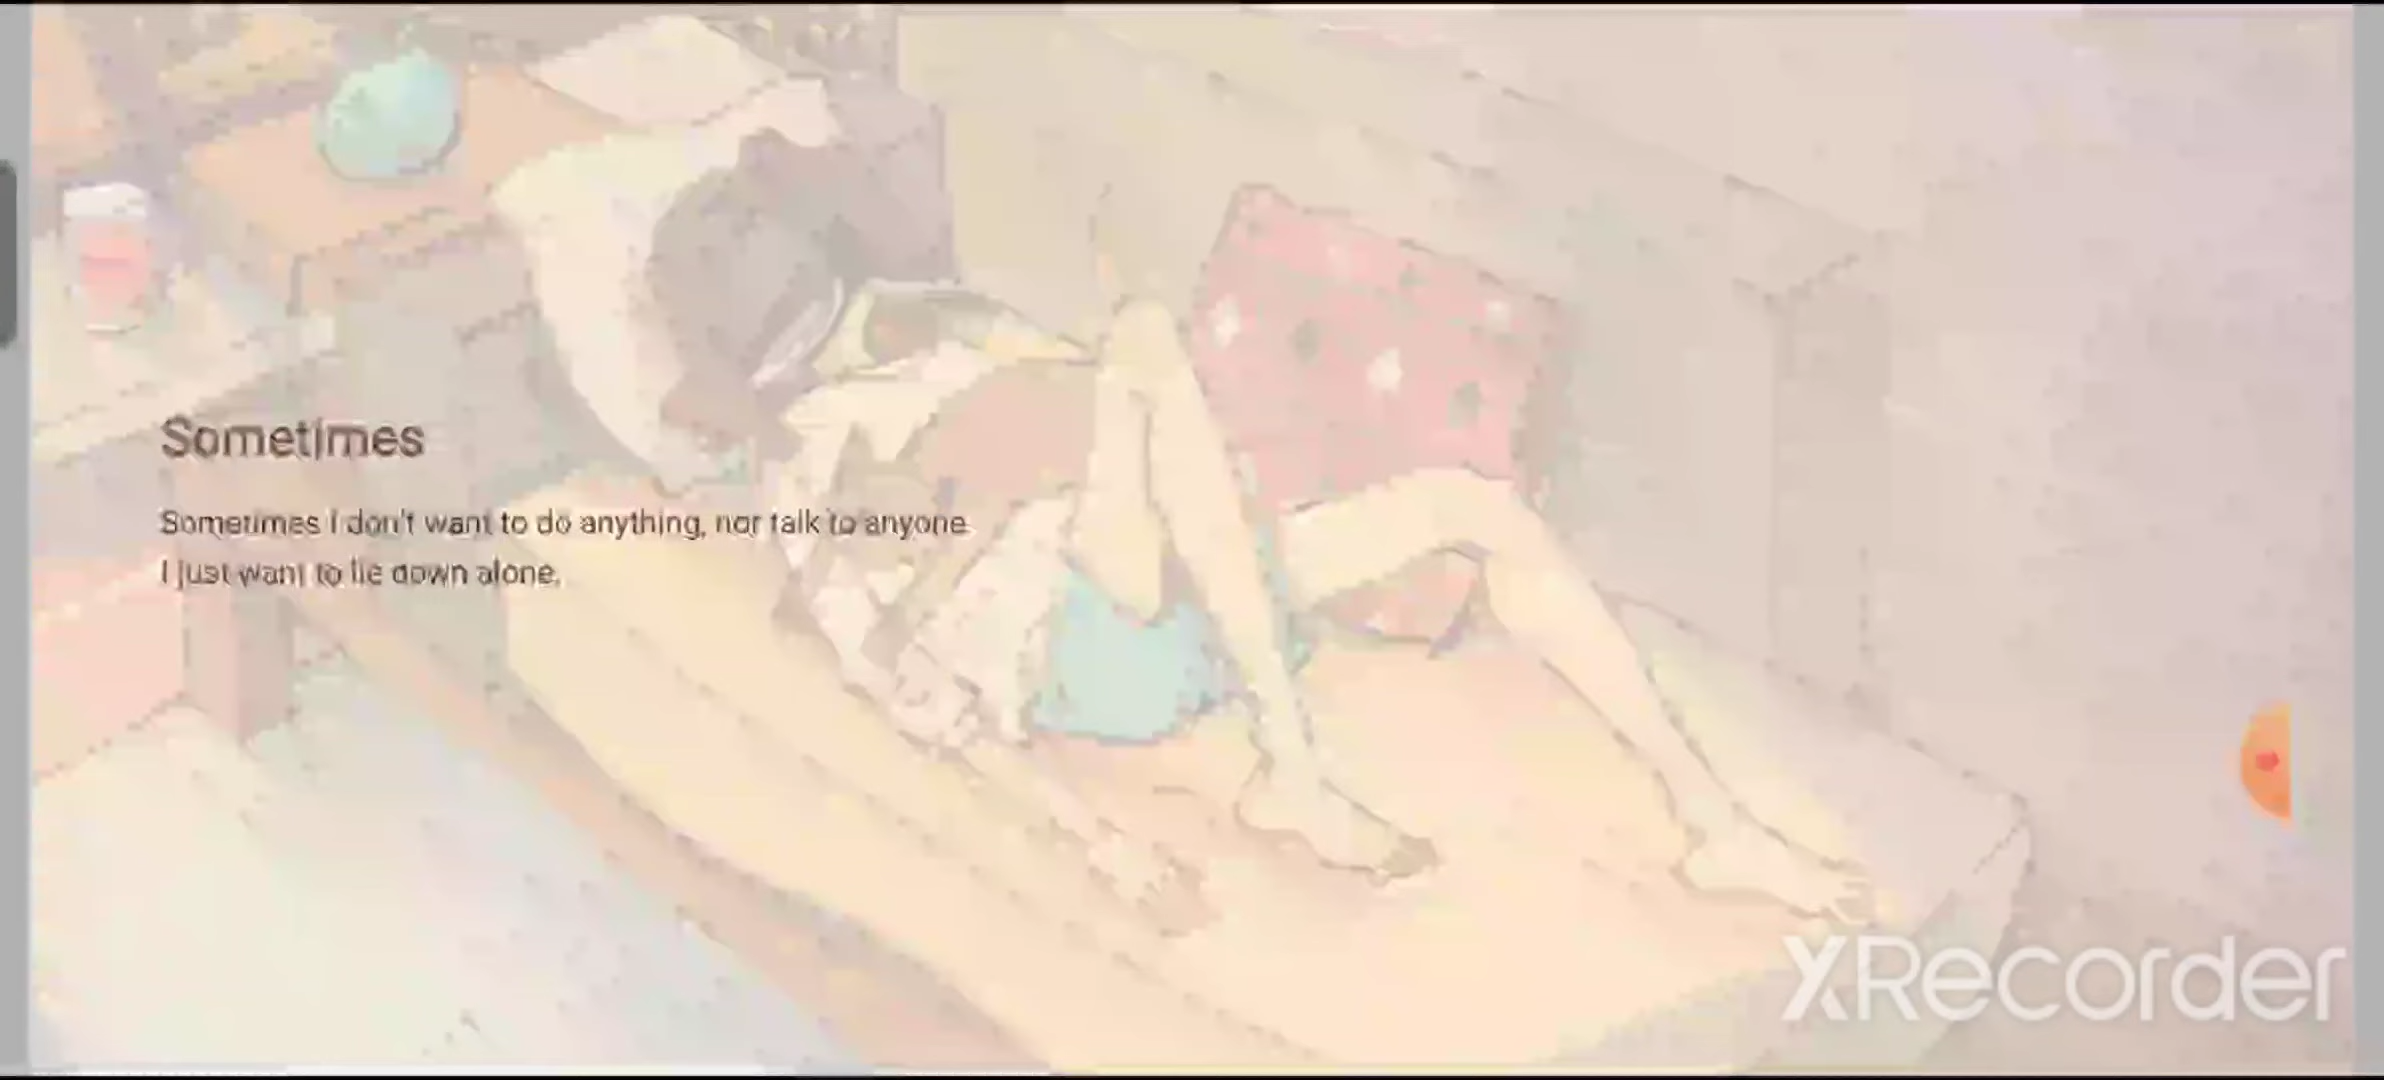 Sometimes
Sometimes I don't want to do anything, nor talk to anyone
I just want to lie down alone.
XRecorder